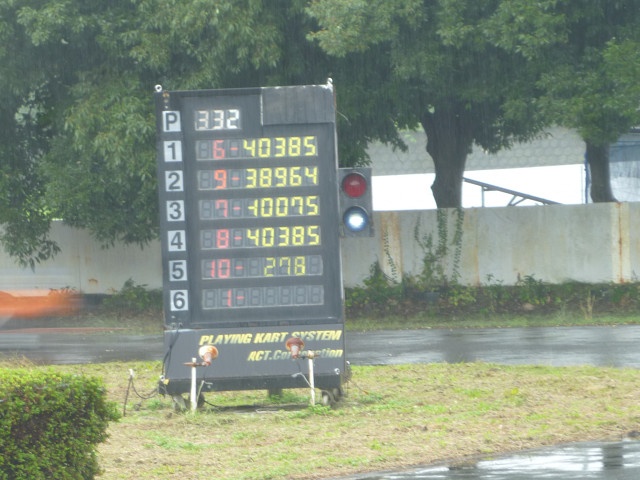 P 332
1 6- 40385
2 9- 38964
3 7- 40075
4 8- 40385
5 10- 278
6 1-
PLAYING KART SYSTEM
ACT.Corporation